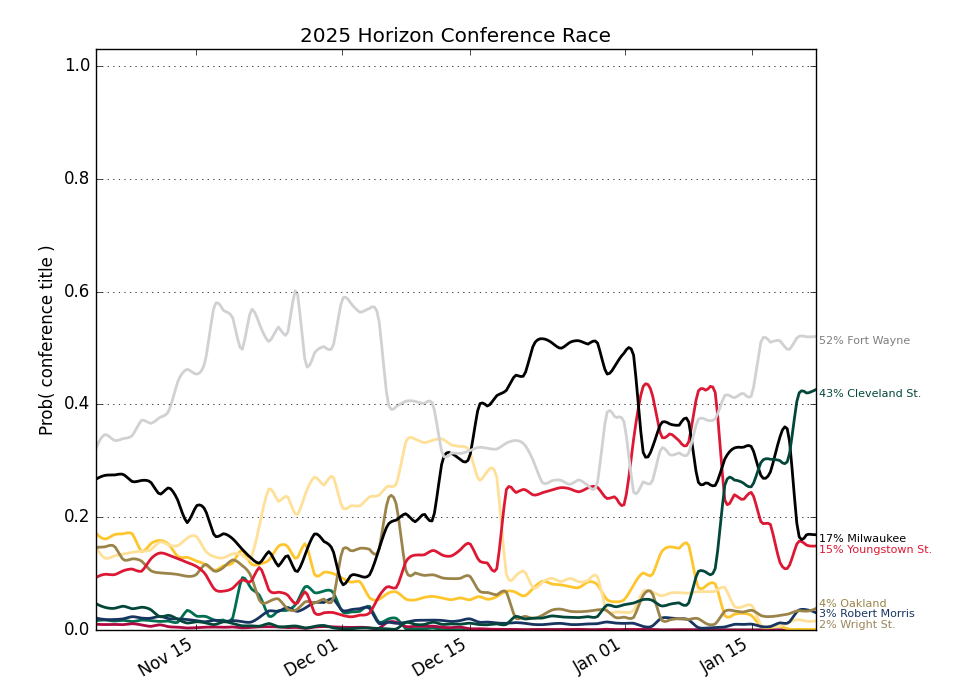 2025 Horizon Conference Race
Prob( conference title )
1.0
0.8
0.6
0.4
0.2
0.0
Nov 15
Dec 01
Dec 15
Jan 01
Jan 15
52% Fort Wayne
43% Cleveland St.
17% Milwaukee
15% Youngstown St.
4% Oakland
3% Robert Morris
2% Wright St.